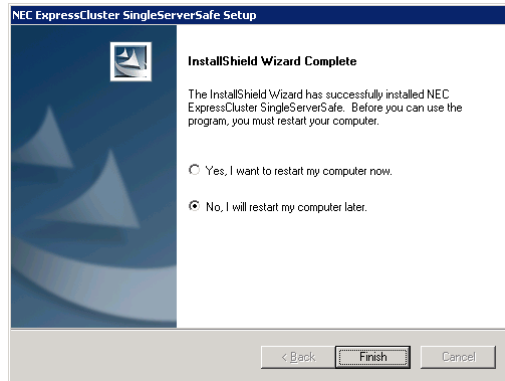 NEC ExpressCluster SingleServerSafe Setup
InstallShield Wizard Complete
The InstallShield Wizard has successfully installed NEC
ExpressCluster SingleServerSafe. Before you can use the
program, you must restart your computer.
Yes, I want to restart my computer now.
No, I will restart my computer later.
< Back
Finish
Cancel